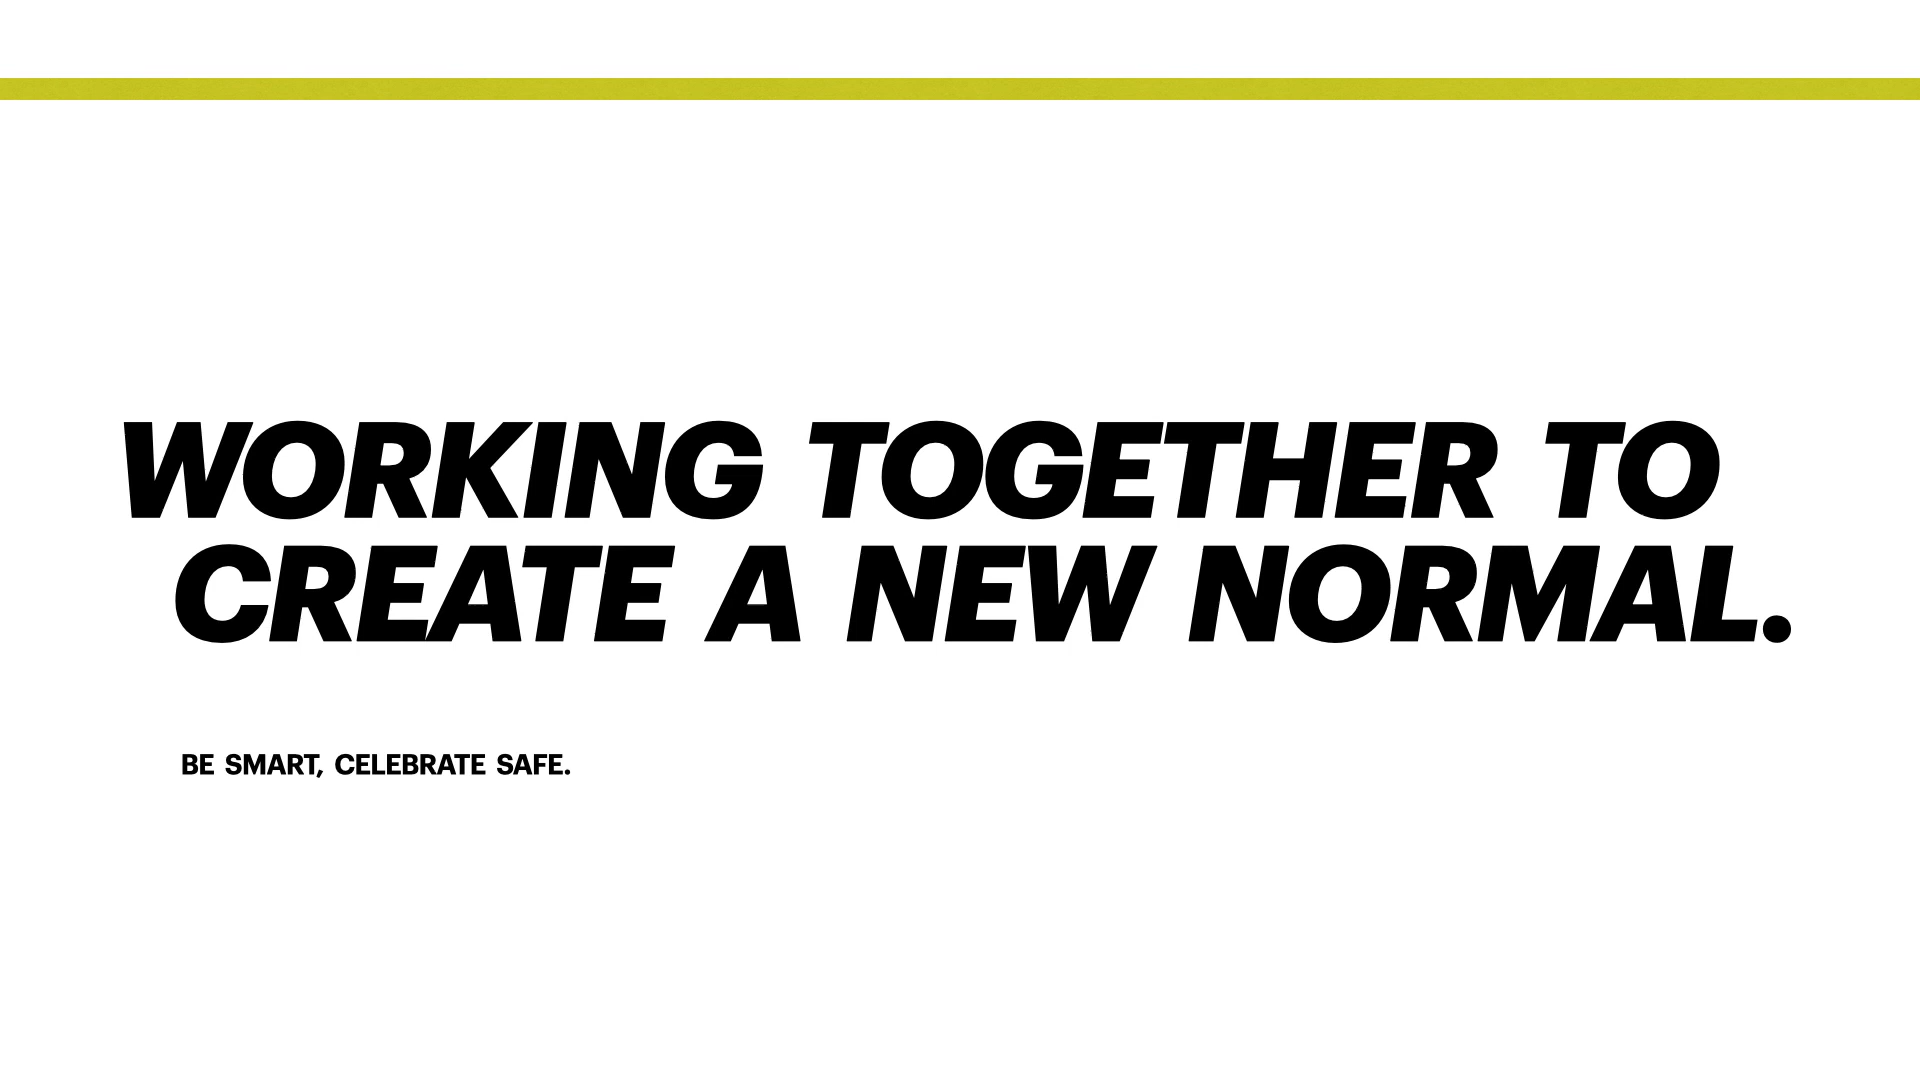 WORKING TOGETHER TO
CREATE A NEW NORMAL.
BE SMART, CELEBRATE SAFE.